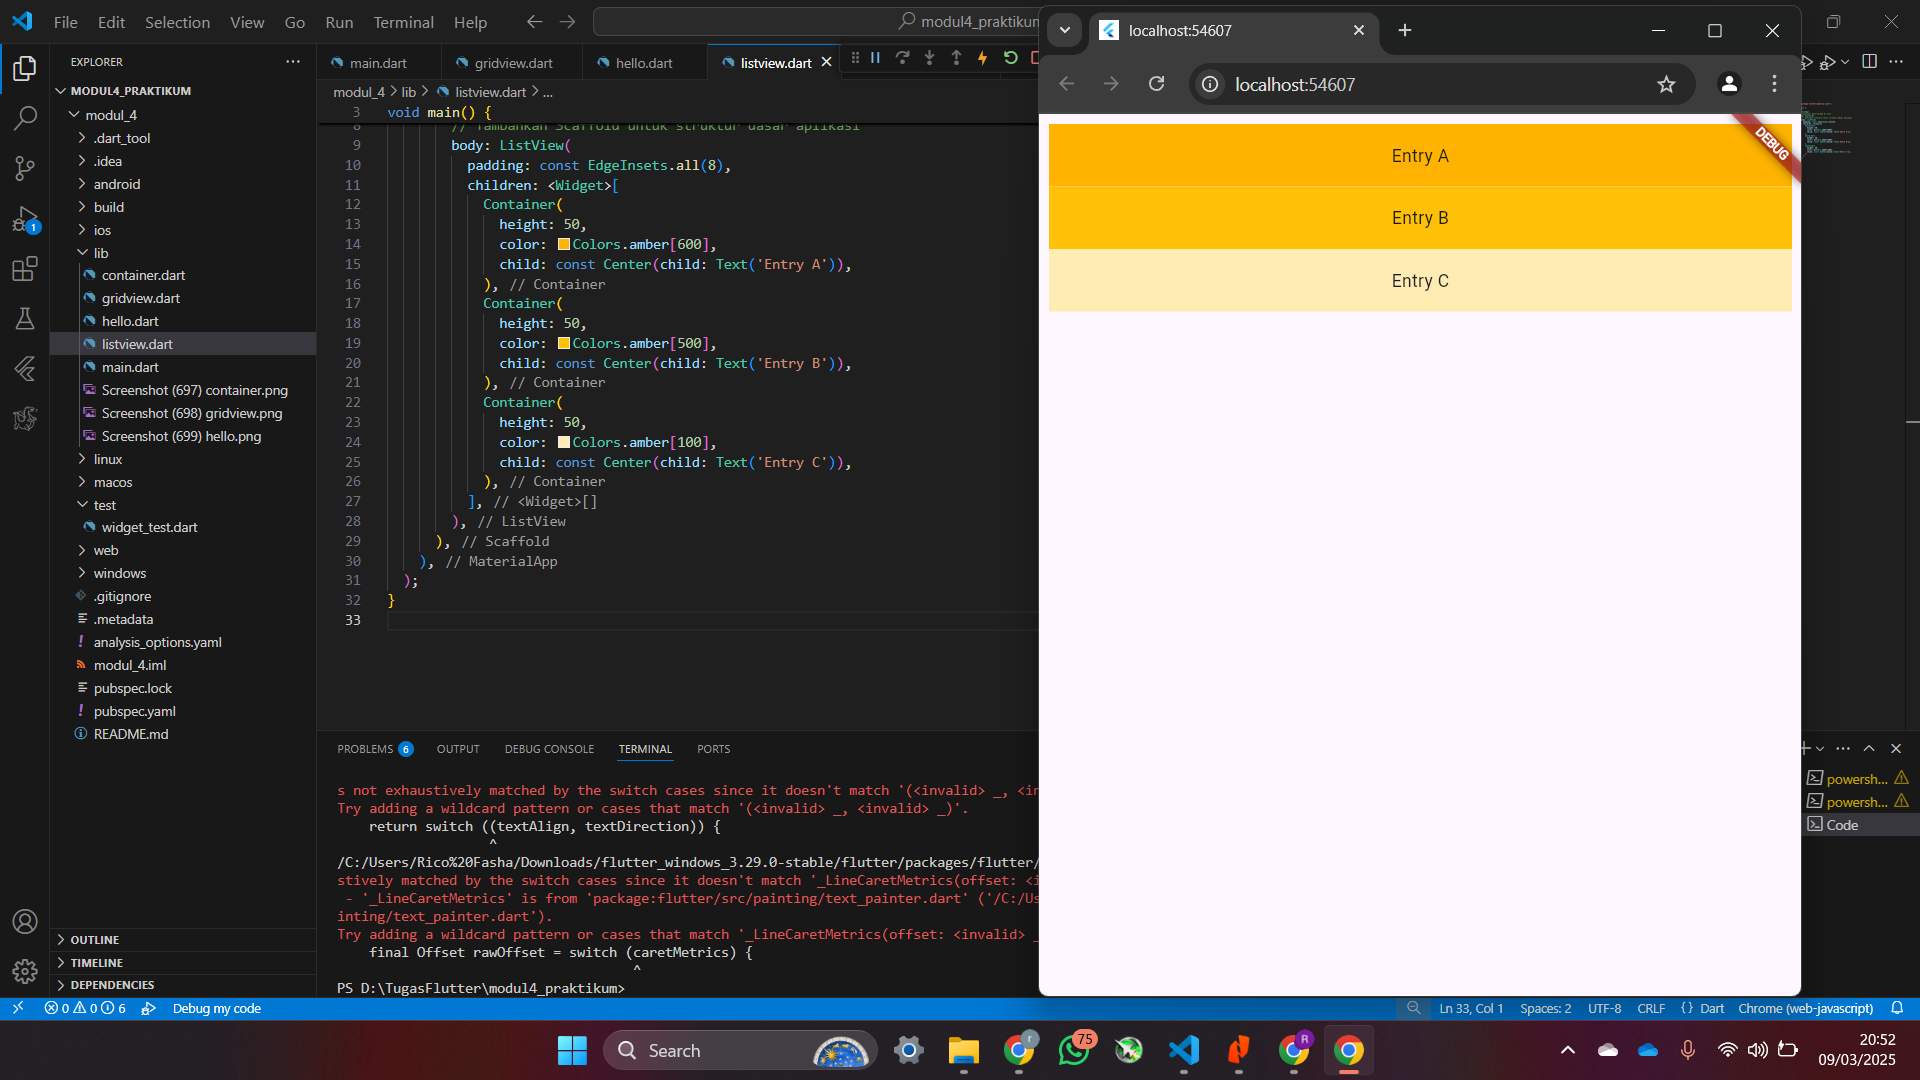 File Edit Selection View Go Run Terminal Help
modul4_praktikum
EXPLORER
MODUL4_PRAKTIKUM
modul_4
.dart_tool
.idea
android
build
ios
lib
container.dart
gridview.dart
hello.dart
listview.dart
main.dart
Screenshot (697) container.png
Screenshot (698) gridview.png
Screenshot (699) hello.png
linux
macos
test
widget_test.dart
web
windows
.gitignore
.metadata
analysis_options.yaml
modul_4.iml
pubspec.lock
pubspec.yaml
README.md
OUTLINE
TIMELINE
DEPENDENCIES
1
main.dart gridview.dart hello.dart listview.dart
modul_4 > lib > listview.dart > ...
3 void main() {
8 // Tambahkan Scaffold untuk struktur dasar aplikasi
9 body: ListView(
10 padding: const EdgeInsets.all(8),
11 children: <Widget>[
12 Container(
13 height: 50,
14 color: Colors.amber[600],
15 child: const Center(child: Text('Entry A')),
16 ), // Container
17 Container(
18 height: 50,
19 color: Colors.amber[500],
20 child: const Center(child: Text('Entry B')),
21 ), // Container
22 Container(
23 height: 50,
24 color: Colors.amber[100],
25 child: const Center(child: Text('Entry C')),
26 ), // Container
27 ], // <Widget>[]
28 ), // ListView
29 ), // Scaffold
30 ), // MaterialApp
31 );
32 }
33
PROBLEMS 6 OUTPUT DEBUG CONSOLE TERMINAL PORTS
s not exhaustively matched by the switch cases since it doesn't match '(<invalid> _, <in
Try adding a wildcard pattern or cases that match '(<invalid> _, <invalid> _)'.
return switch ((textAlign, textDirection)) {
^
/C:/Users/Rico%20Fasha/Downloads/flutter_windows_3.29.0-stable/flutter/packages/flutter/
stively matched by the switch cases since it doesn't match '_LineCaretMetrics(offset: <i
- '_LineCaretMetrics' is from 'package:flutter/src/painting/text_painter.dart' ('/C:/Us
inting/text_painter.dart').
Try adding a wildcard pattern or cases that match '_LineCaretMetrics(offset: <invalid> _
final Offset rawOffset = switch (caretMetrics) {
^
PS D:\TugasFlutter\modul4_praktikum>
powersh...
powersh...
Code
localhost:54607
localhost:54607
DEBUG
Entry A
Entry B
Entry C
0 0 6 Debug my code
Ln 33, Col 1 Spaces: 2 UTF-8 CRLF {} Dart Chrome (web-javascript)
Search
r
75
R
20:52
09/03/2025